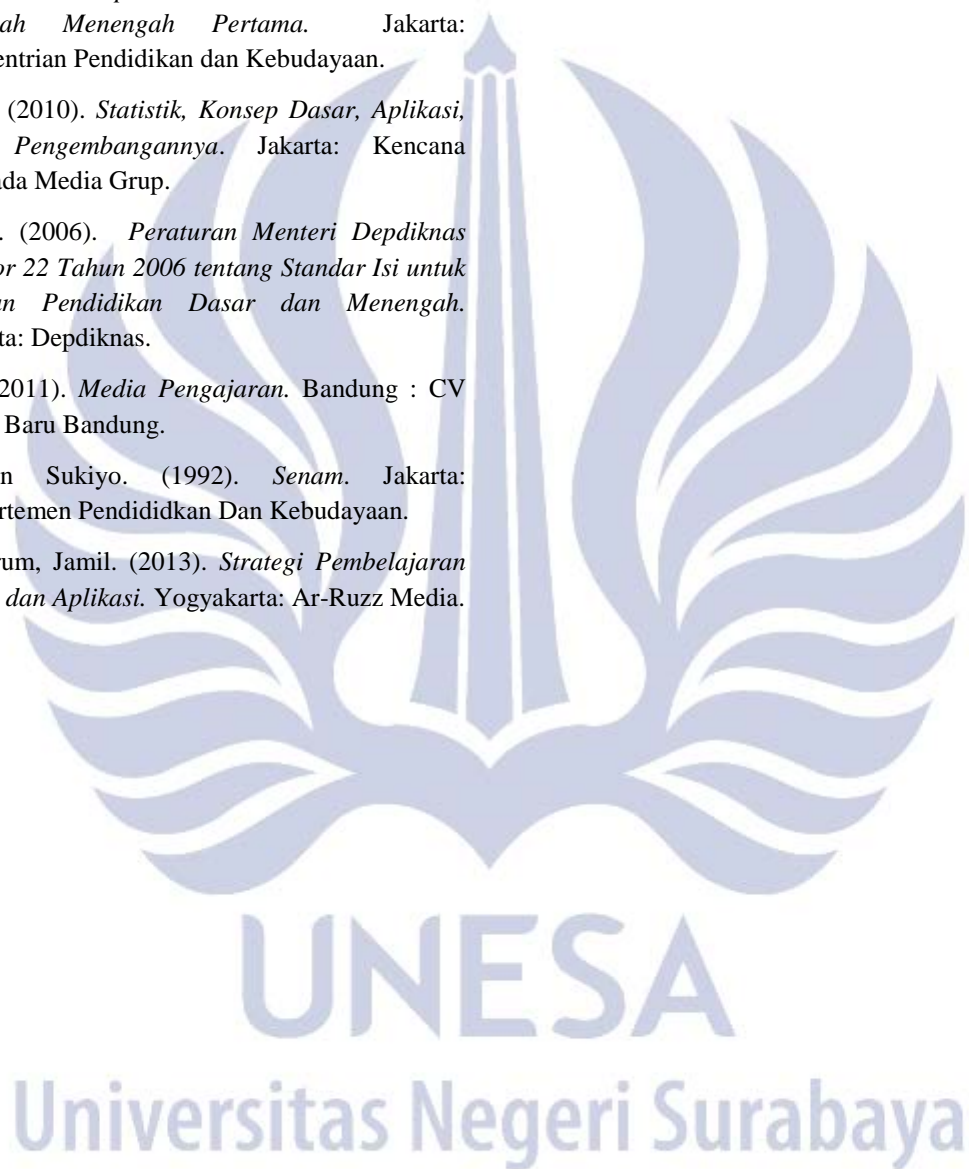 ah Menengah Pertama. Jakarta:
entrian Pendidikan dan Kebudayaan.
(2010). Statistik, Konsep Dasar, Aplikasi,
Pengembangannya. Jakarta: Kencana
ada Media Grup.
. (2006). Peraturan Menteri Depdiknas
or 22 Tahun 2006 tentang Standar Isi untuk
an Pendidikan Dasar dan Menengah.
ta: Depdiknas.
2011). Media Pengajaran. Bandung : CV
Baru Bandung.
n Sukiyo. (1992). Senam. Jakarta:
rtemen Pendididkan Dan Kebudayaan.
rum, Jamil. (2013). Strategi Pembelajaran
dan Aplikasi. Yogyakarta: Ar-Ruzz Media.
UNESA
Universitas Negeri Surabaya